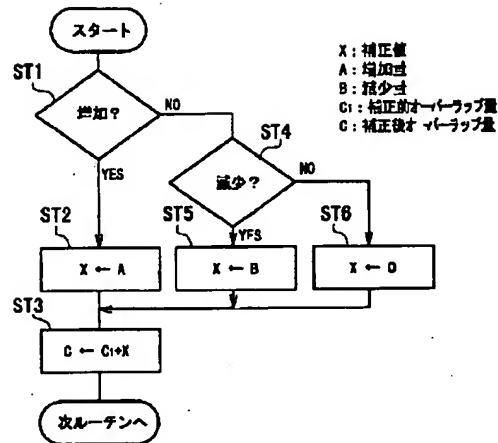 スタート
X:補正値
A:増加量
B:減少量
C1:補正前オーバーラップ量
C:補正後オーバーラップ量
ST1
増加?
NO
YES
ST4
減少?
NO
YES
ST2
X ← A
ST5
X ← B
ST6
X ← 0
ST3
C ← C1+X
次ルーチンへ